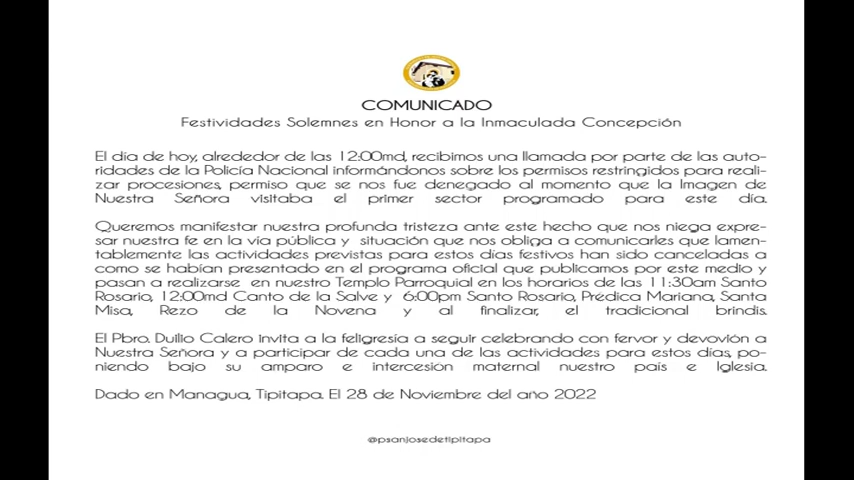 COMUNICADO
Festividades Solemnes en Honor a la Inmaculada Concepción
El día de hoy, alrededor de las 12:00md, recibimos una llamada por parte de las auto-
ridades de la Policía Nacional informándonos sobre los permisos restringidos para reali-
zar procesiones, permiso que se nos fue denegado al momento que la Imagen de
Nuestra Señora visitaba el primer sector programado para este día.
Queremos manifestar nuestra profunda tristeza ante este hecho que nos niega expre-
sar nuestra fe en la vía pública y situación que nos obliga a comunicarles que lamen-
tablemente las actividades previstas para estos días festivos han sido canceladas a
como se habían presentado en el programa oficial que publicamos por este medio y
pasan a realizarse en nuestro Templo Parroquial en los horarios de las 11:30am Santo
Rosario, 12:00md Canto de la Salve y 6:00pm Santo Rosario, Prédica Mariana, Santa
Misa, Rezo de la Novena y al finalizar, el tradicional brindis.
El Pbro. Duilio Calero invita a la feligresía a seguir celebrando con fervor y devovión a
Nuestra Señora y a participar de cada una de las actividades para estos días, po-
niendo bajo su amparo e intercesión maternal nuestro país e Iglesia.
Dado en Managua, Tipitapa. El 28 de Noviembre del año 2022
@psanjosedetipitapa